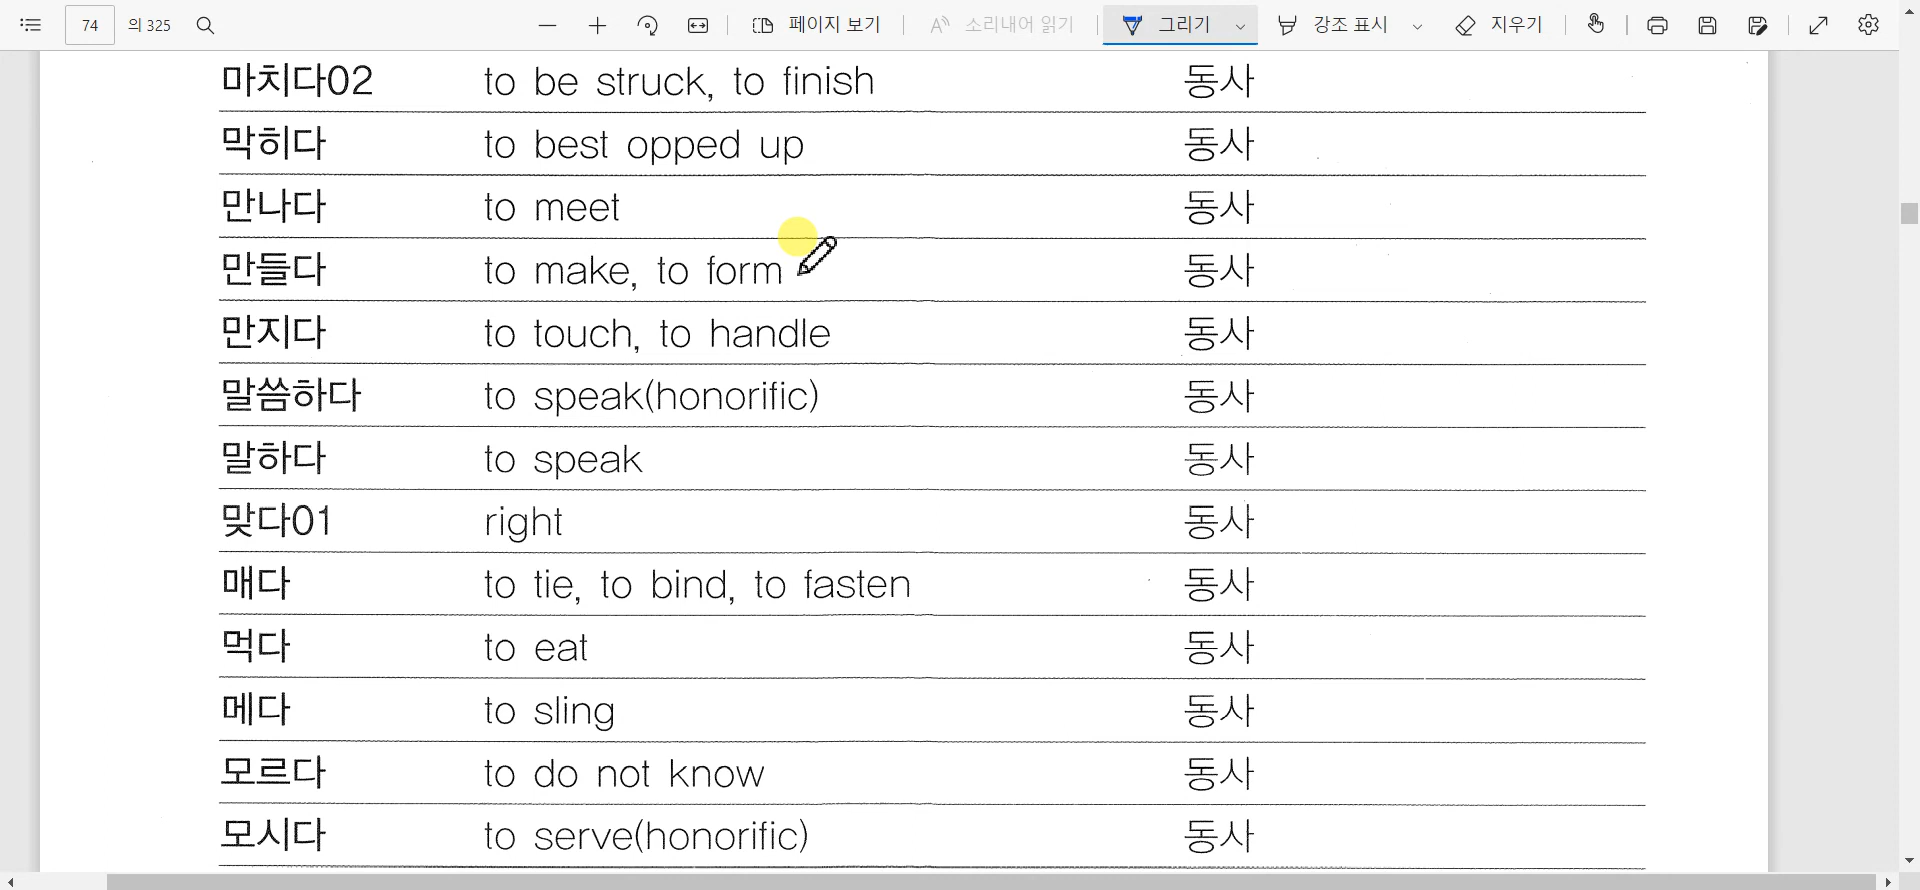 74 의 325 페이지 보기 소리내어 읽기 그리기 강조 표시 지우기
마치다02 to be struck, to finish 동사
막히다 to best opped up 동사
만나다 to meet 동사
만들다 to make, to form 동사
만지다 to touch, to handle 동사
말씀하다 to speak(honorific) 동사
말하다 to speak 동사
맞다01 right 동사
매다 to tie, to bind, to fasten 동사
먹다 to eat 동사
메다 to sling 동사
모르다 to do not know 동사
모시다 to serve(honorific) 동사